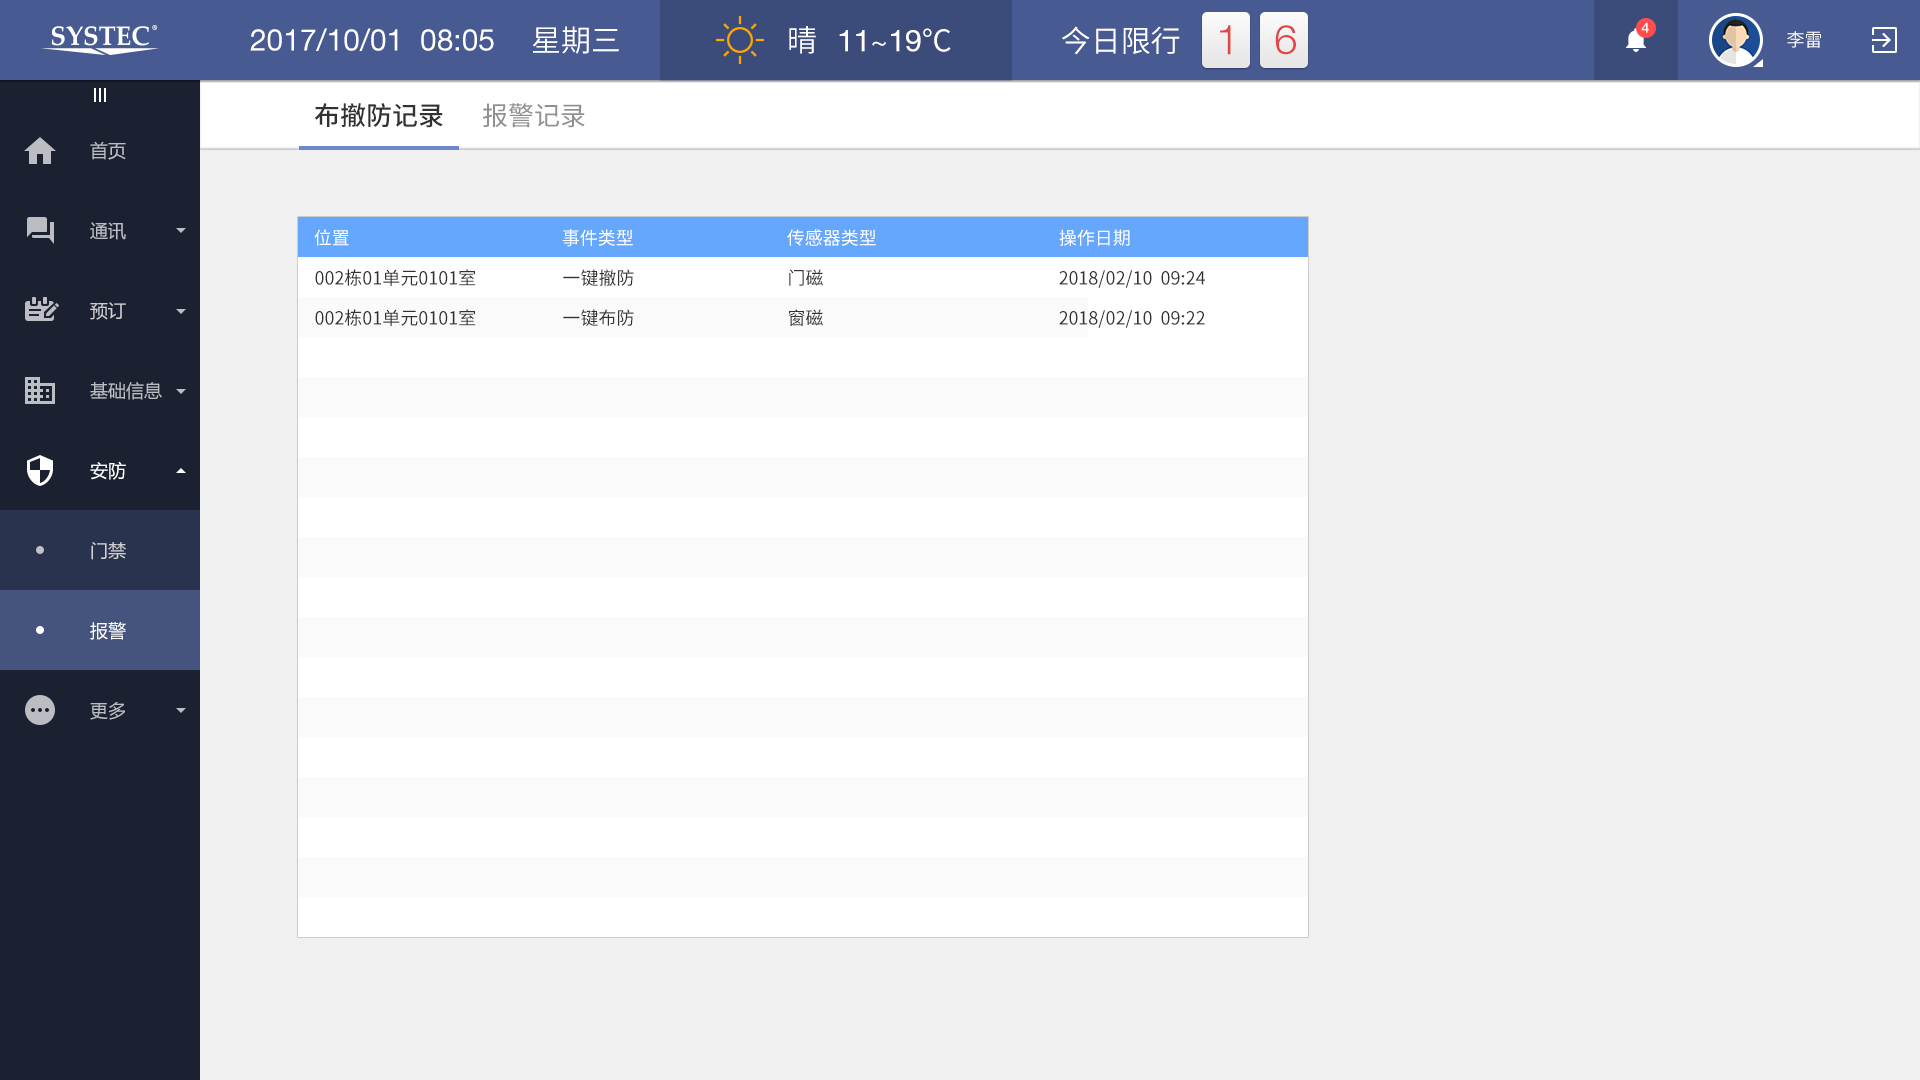 SYSTEC®
2017/10/01 08:05 星期三
晴 11~19℃
今日限行 1 6
4
李雷
首页
通讯
预订
基础信息
安防
门禁
报警
更多
布撤防记录 报警记录
位置 事件类型 传感器类型 操作日期
002栋01单元0101室 一键撤防 门磁 2018/02/10 09:24
002栋01单元0101室 一键布防 窗磁 2018/02/10 09:22